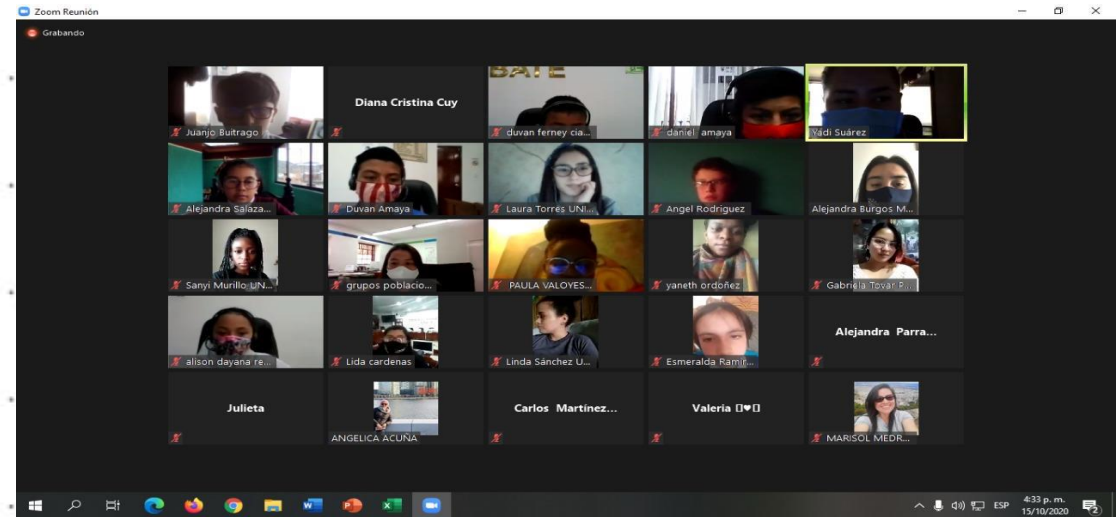 Zoom Reunión
Grabando
BATE
Juanjo Buitrago
Diana Cristina Cuy
duvan ferney cia...
daniel amaya
Yadi Suárez
Alejandra Salaza...
Duvan Amaya
Laura Torres UNI...
Angel Rodriguez
Alejandra Burgos M...
Sanyi Murillo UN...
grupos poblacio...
PAULA VALOYES...
yaneth ordoñez
Gabriela Tovar R...
alison dayana re...
Lida cardenas
Linda Sánchez U...
Esmeralda Ramir...
Alejandra Parra...
Julieta
ANGELICA ACUÑA
Carlos Martínez...
Valeria ▯♥▯
MARISOL MEDR...
ESP
4:33 p. m.
15/10/2020
2